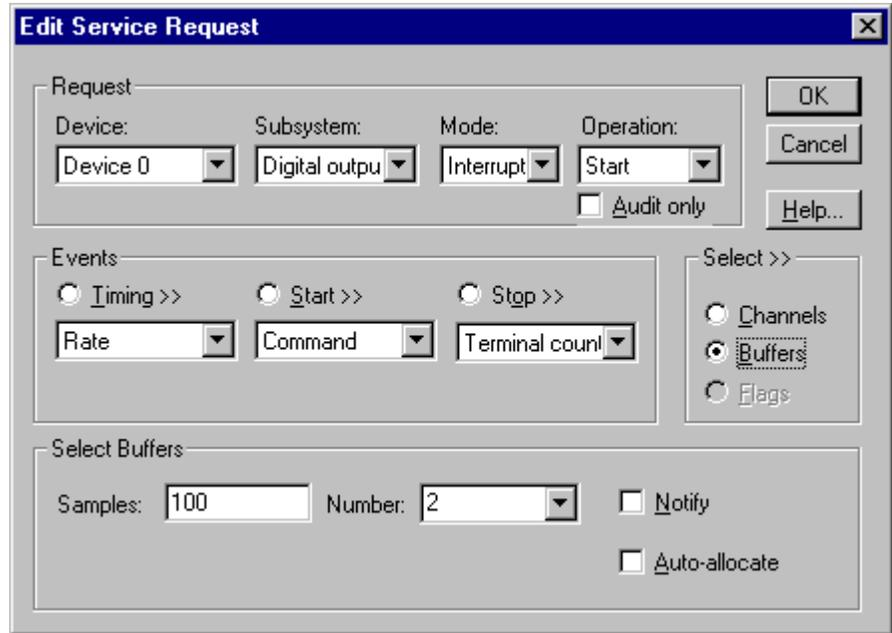 Edit Service Request
Request
OK
Device: Subsystem: Mode: Operation:
Cancel
Device 0 Digital outpu Interrupt Start
Audit only
Help...
Events
Select >>
Timing >> Start >> Stop >>
Channels
Rate Command Terminal count
Buffers
Flags
Select Buffers
Samples: 100 Number: 2 Notify
Auto-allocate